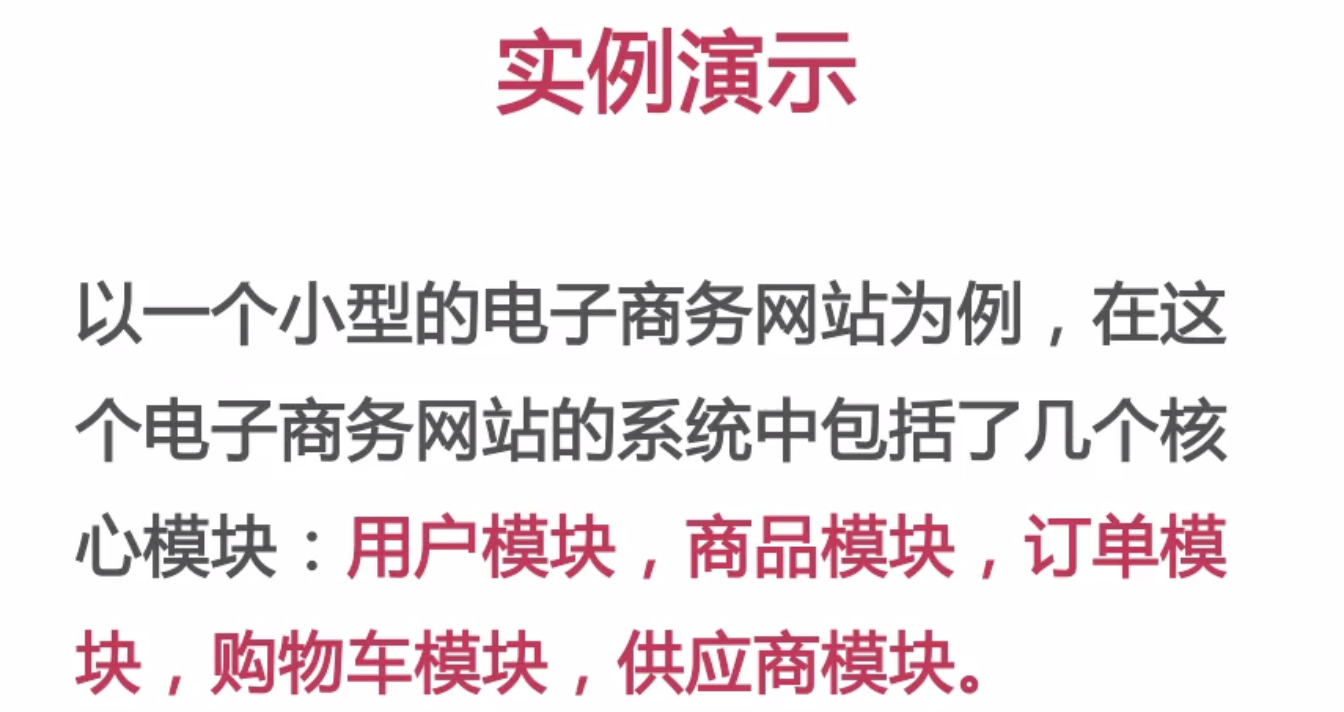 实例演示
以一个小型的电子商务网站为例，在这
个电子商务网站的系统中包括了几个核
心模块：用户模块，商品模块，订单模
块，购物车模块，供应商模块。